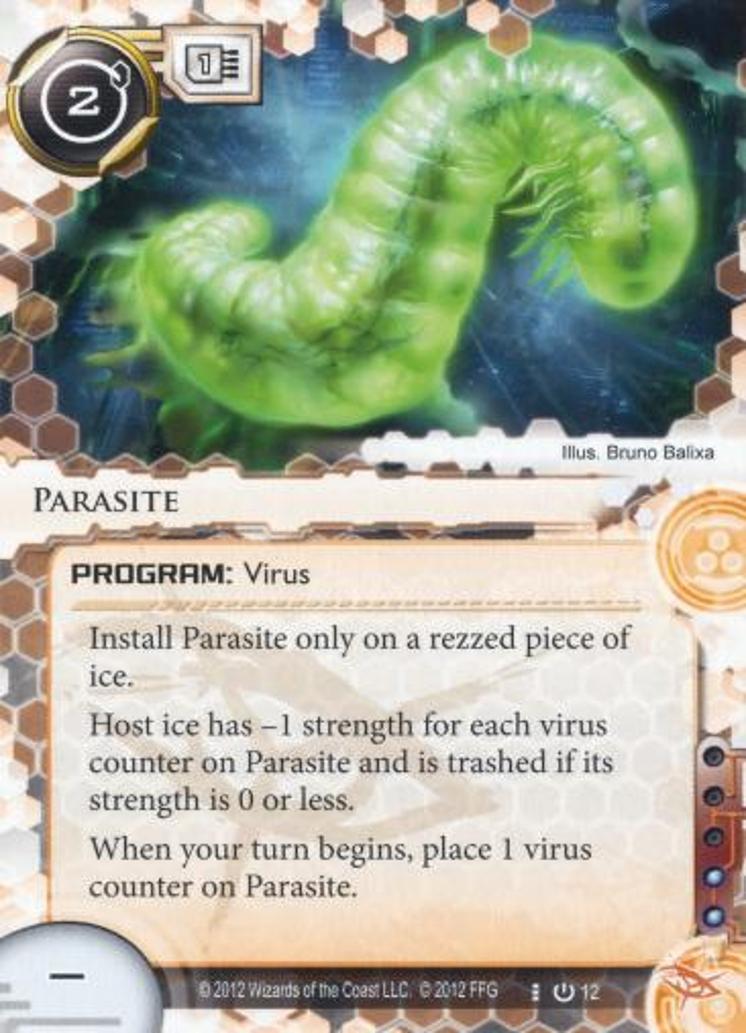 2
1
Illus. Bruno Balixa
PARASITE
PROGRAM: Virus
Install Parasite only on a rezzed piece of
ice.
Host ice has –1 strength for each virus
counter on Parasite and is trashed if its
strength is 0 or less.
When your turn begins, place 1 virus
counter on Parasite.
–
© 2012 Wizards of the Coast LLC. © 2012 FFG 12